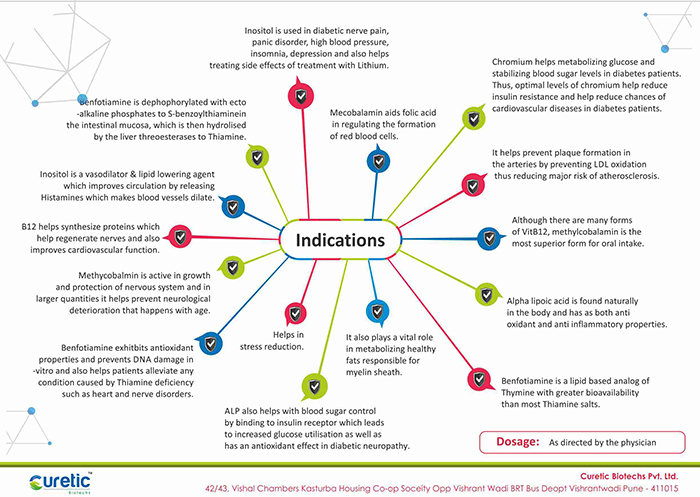 Inositol is used in diabetic nerve pain,
panic disorder, high blood pressure,
insomnia, depression and also helps
treating side effects of treatment with Lithium.
Chromium helps metabolizing glucose and
stabilizing blood sugar levels in diabetes patients.
Thus, optimal levels of chromium help reduce
insulin resistance and help reduce chances of
cardiovascular diseases in diabetes patients.
Benfotiamine is dephophorylated with ecto
-alkaline phosphates to S-benzoylthiaminein
the intestinal mucosa, which is then hydrolised
by the liver threoesterases to Thiamine.
Mecobalamin aids folic acid
in regulating the formation
of red blood cells.
It helps prevent plaque formation in
the arteries by preventing LDL oxidation
thus reducing major risk of atherosclerosis.
Inositol is a vasodilator & lipid lowering agent
which improves circulation by releasing
Histamines which makes blood vessels dilate.
B12 helps synthesize proteins which
help regenerate nerves and also
improves cardiovascular function.
Indications
Although there are many forms
of VitB12, methylcobalamin is the
most superior form for oral intake.
Methycobalmin is active in growth
and protection of nervous system and in
larger quantities it helps prevent neurological
deterioration that happens with age.
Alpha lipoic acid is found naturally
in the body and has as both anti
oxidant and anti inflammatory properties.
Benfotiamine exhbibits antioxidant
properties and prevents DNA damage in
-vitro and also helps patients alleviate any
condition caused by Thiamine deficiency
such as heart and nerve disorders.
Helps in
stress reduction.
It also plays a vital role
in metabolizing healthy
fats responsible for
myelin sheath.
Benfotiamine is a lipid based analog of
Thymine with greater bioavailability
than most Thiamine salts.
ALP also helps with blood sugar control
by binding to insulin receptor which leads
to increased glucose utilisation as well as
has an antioxidant effect in diabetic neuropathy.
Dosage: As directed by the physician
Curetic
Biotechs
TM
Curetic Biotechs Pvt. Ltd.
42/43, Vishal Chambers Kasturba Housing Co-op Soceity Opp Vishrant Wadi BRT Bus Deopt Vishrantwadi Pune - 411015